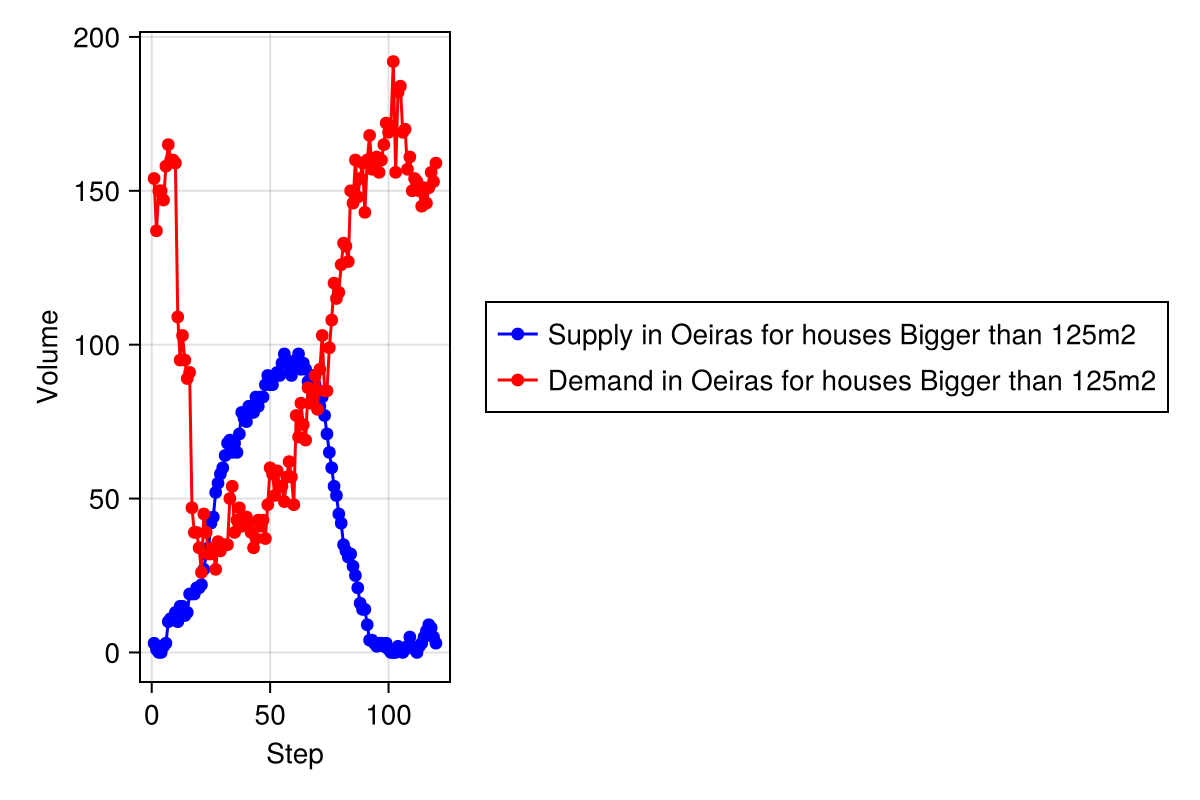 200
150
100
50
0
Volume
0 50 100
Step
Supply in Oeiras for houses Bigger than 125m2
Demand in Oeiras for houses Bigger than 125m2